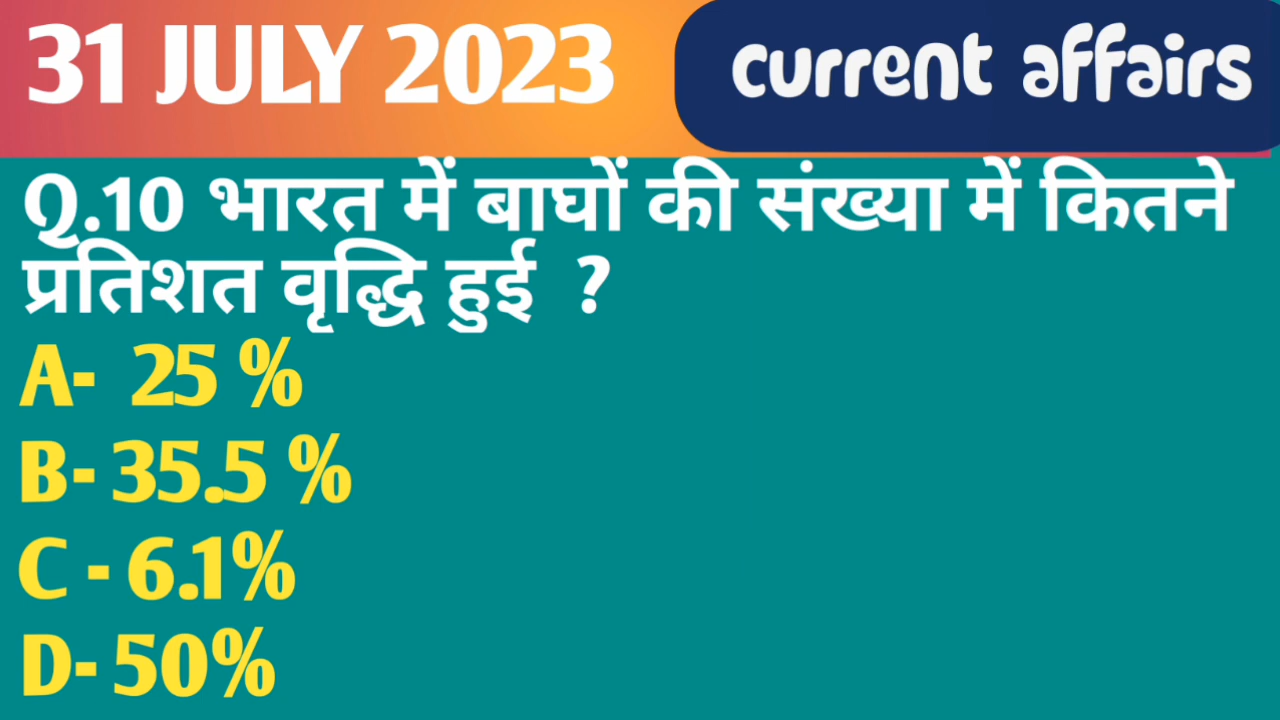 31 JULY 2023
current affairs
Q.10 भारत में बाघों की संख्या में कितने
प्रतिशत वृद्धि हुई ?
A- 25 %
B- 35.5 %
C - 6.1%
D- 50%